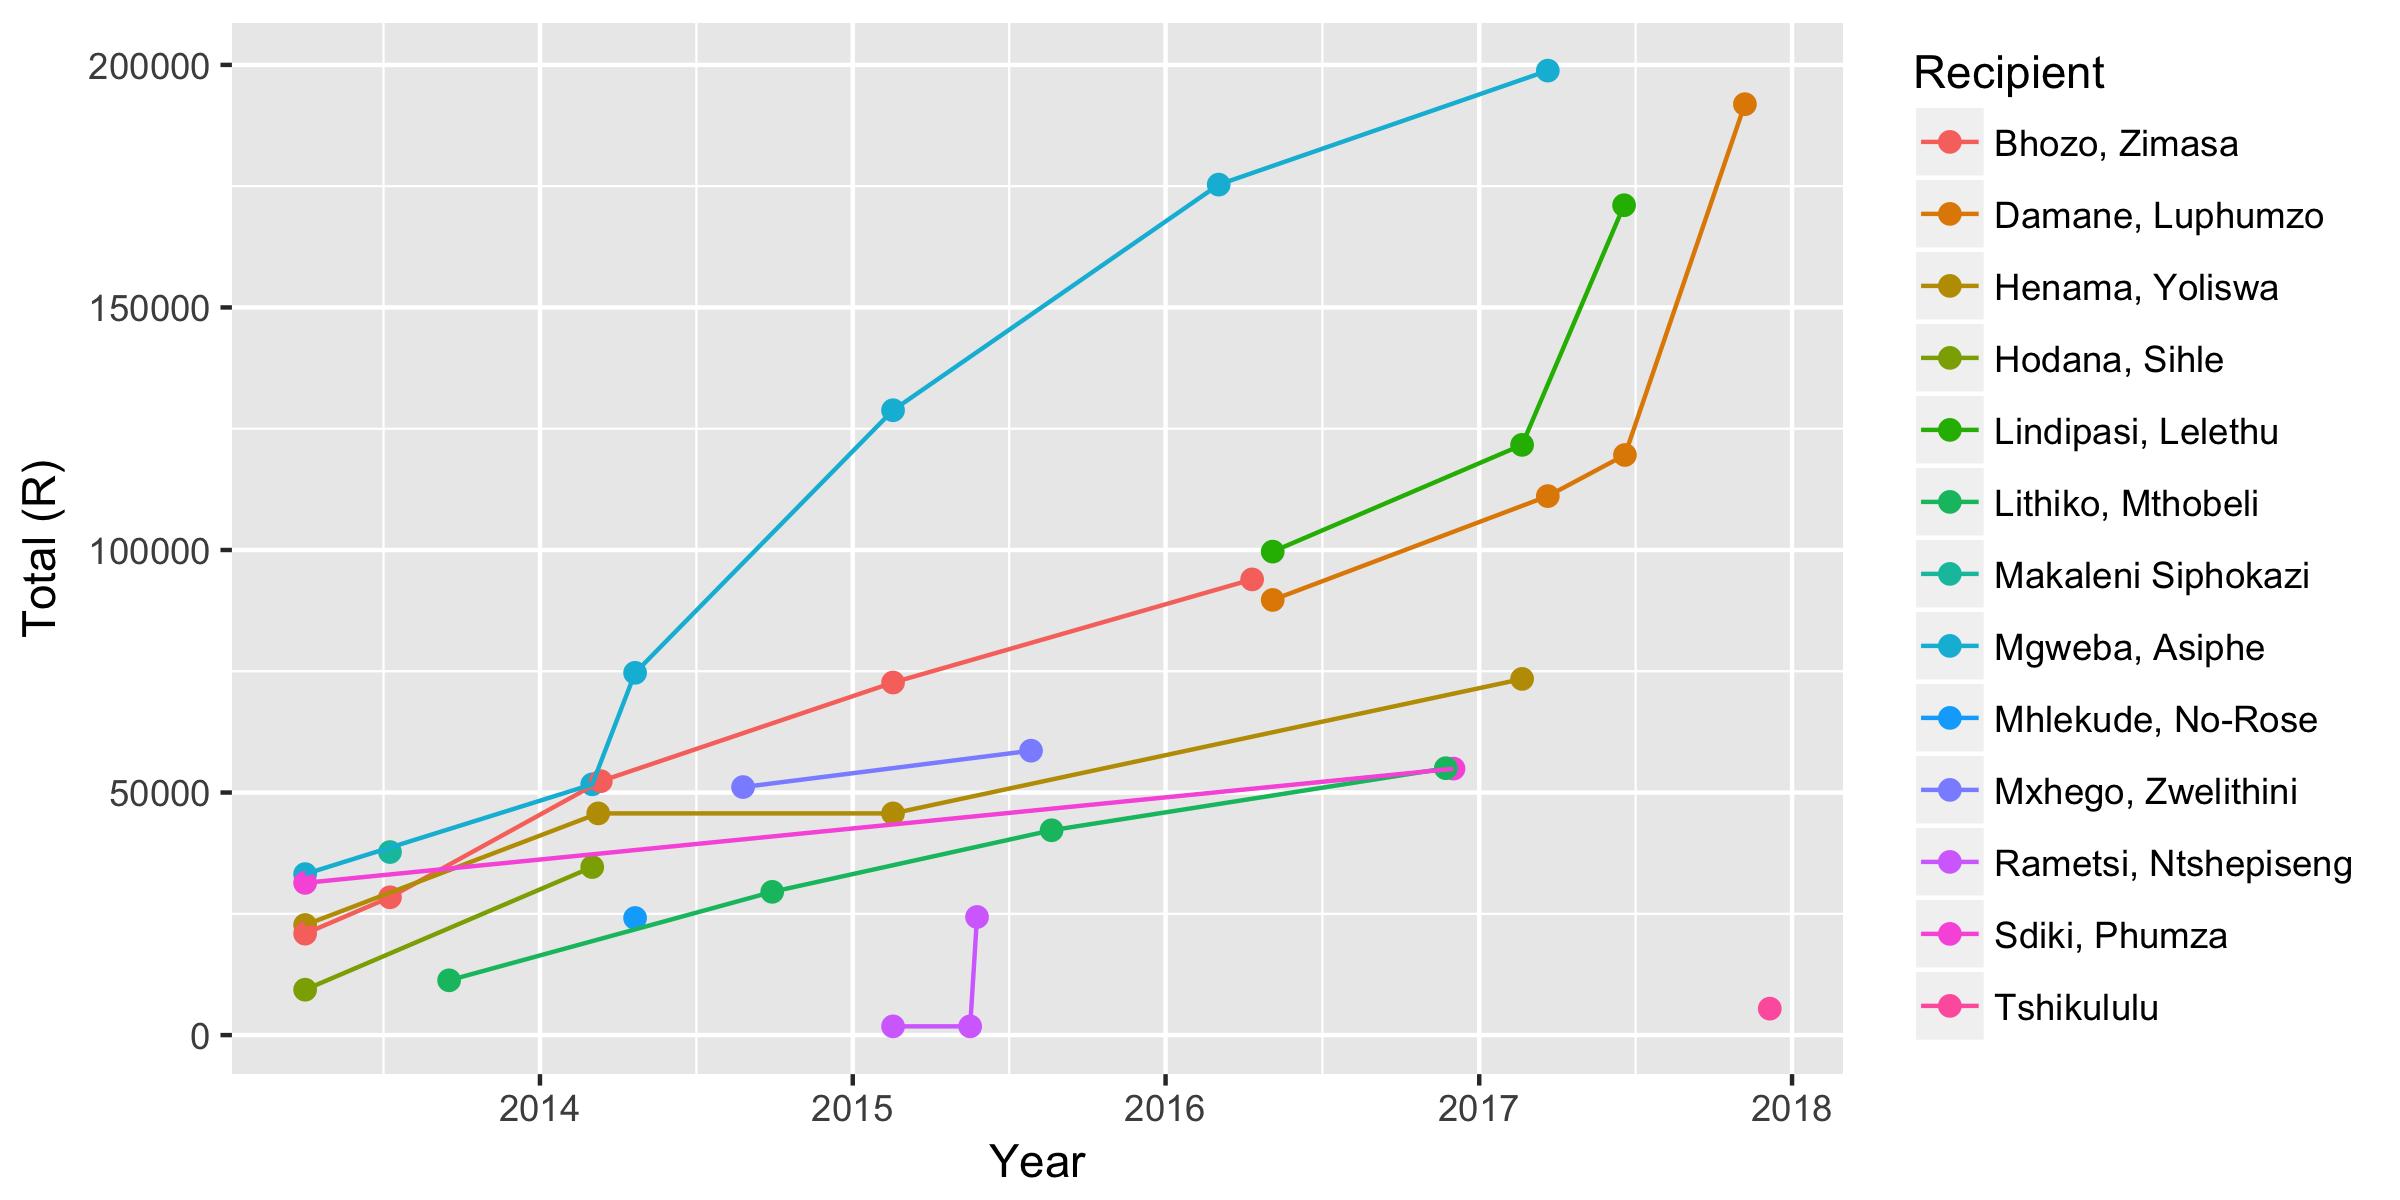 Total (R)
200000
150000
100000
50000
0
2014 2015 2016 2017 2018
Year
Recipient
Bhozo, Zimasa
Damane, Luphumzo
Henama, Yoliswa
Hodana, Sihle
Lindipasi, Lelethu
Lithiko, Mthobeli
Makaleni Siphokazi
Mgweba, Asiphe
Mhlekude, No-Rose
Mxhego, Zwelithini
Rametsi, Ntshepiseng
Sdiki, Phumza
Tshikululu